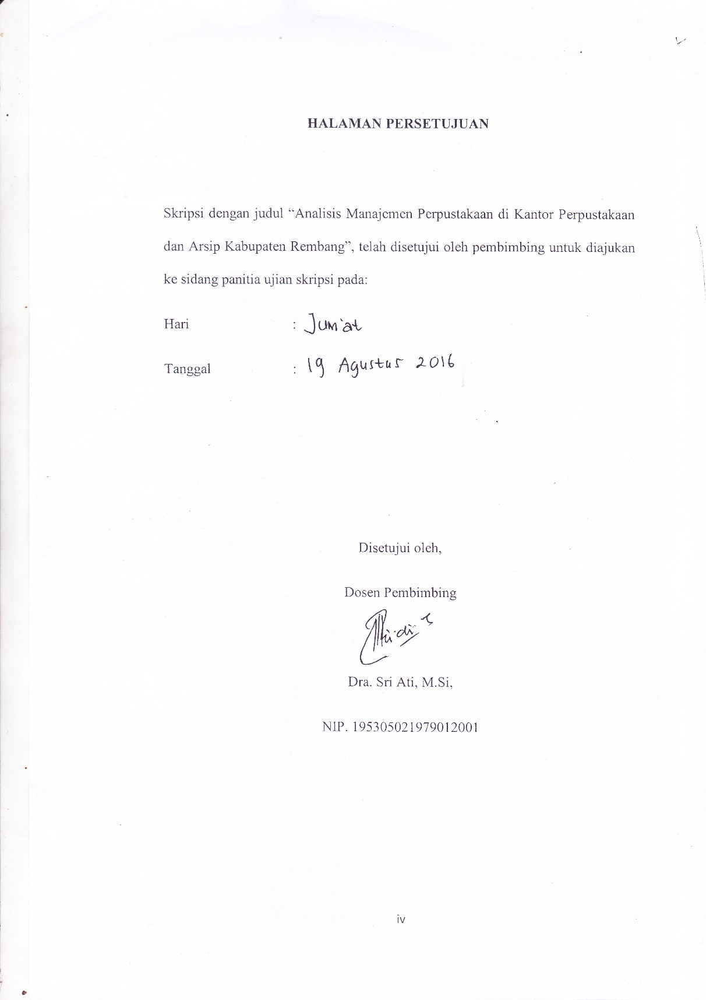 HALAMAN PERSETUJUAN
Skripsi dengan judul “Analisis Manajemen Perpustakaan di Kantor Perpustakaan
dan Arsip Kabupaten Rembang”, telah disetujui oleh pembimbing untuk diajukan
ke sidang panitia ujian skripsi pada:
Hari : Jum'at
Tanggal : 19 Agustus 2016
Disetujui oleh,
Dosen Pembimbing
Dra. Sri Ati, M.Si,
NIP. 195305021979012001
iv